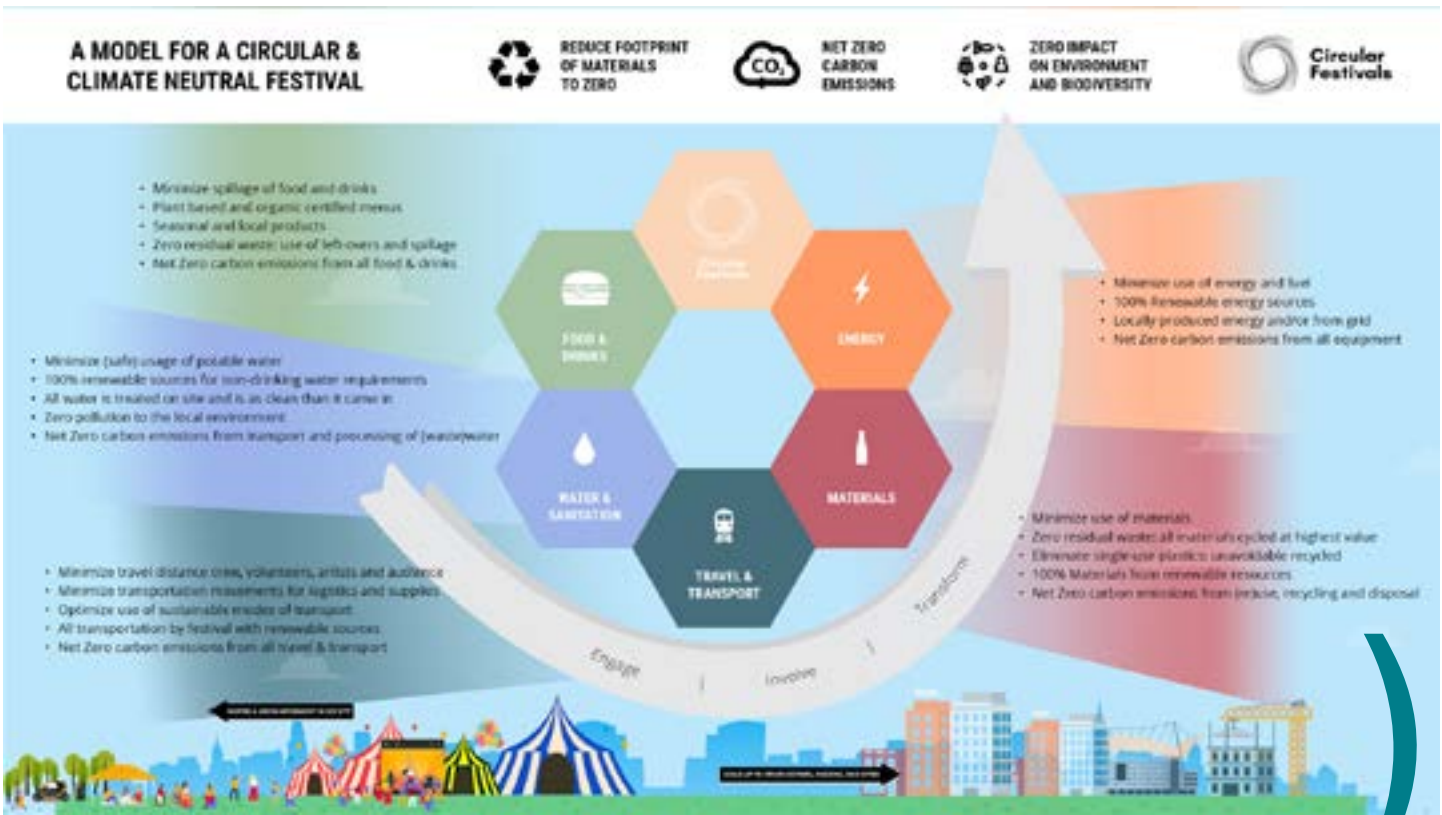 A MODEL FOR A CIRCULAR &
CLIMATE NEUTRAL FESTIVAL
REDUCE FOOTPRINT
OF MATERIALS
TO ZERO
CO₂
NET ZERO
CARBON
EMISSIONS
ZERO IMPACT
ON ENVIRONMENT
AND BIODIVERSITY
Circular
Festivals
• Minimize spillage of food and drinks
• Plant based and organic certified menus
• Seasonal and local products
• Zero residual waste: use of left-overs and spillage
• Net Zero carbon emissions from all food & drinks
• Minimize (safe) usage of potable water
• 100% renewable sources for non-drinking water requirements
• All water is treated on site and is as clean than it came in
• Zero pollution to the local environment
• Net Zero carbon emissions from transport and processing of (waste)water
• Minimize travel distance crew, volunteers, artists and audience
• Minimize transportation movements for logistics and supplies
• Optimize use of sustainable modes of transport
• All transportation by festival with renewable sources
• Net Zero carbon emissions from all travel & transport
Circular
Festivals
FOOD &
DRINKS
ENERGY
WATER &
SANITATION
MATERIALS
TRAVEL &
TRANSPORT
• Minimize use of energy and fuel
• 100% Renewable energy sources
• Locally produced energy and/or from grid
• Net Zero carbon emissions from all equipment
• Minimize use of materials
• Zero residual waste: all materials cycled at highest value
• Eliminate single-use plastics: unavoidable recycled
• 100% Materials from renewable resources
• Net Zero carbon emissions from (re)use, recycling and disposal
Engage | Involve | Transform